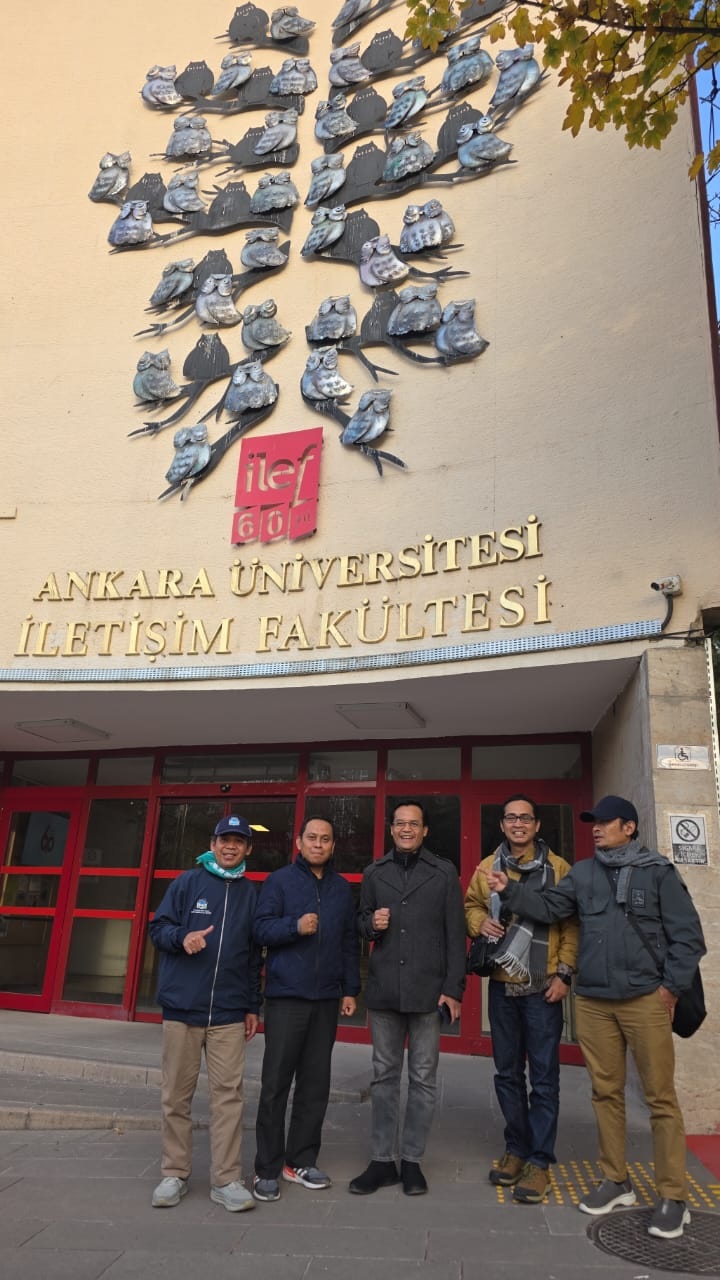 ilef
60
ANKARA ÜNİVERSİTESİ
İLETİŞİM FAKÜLTESİ